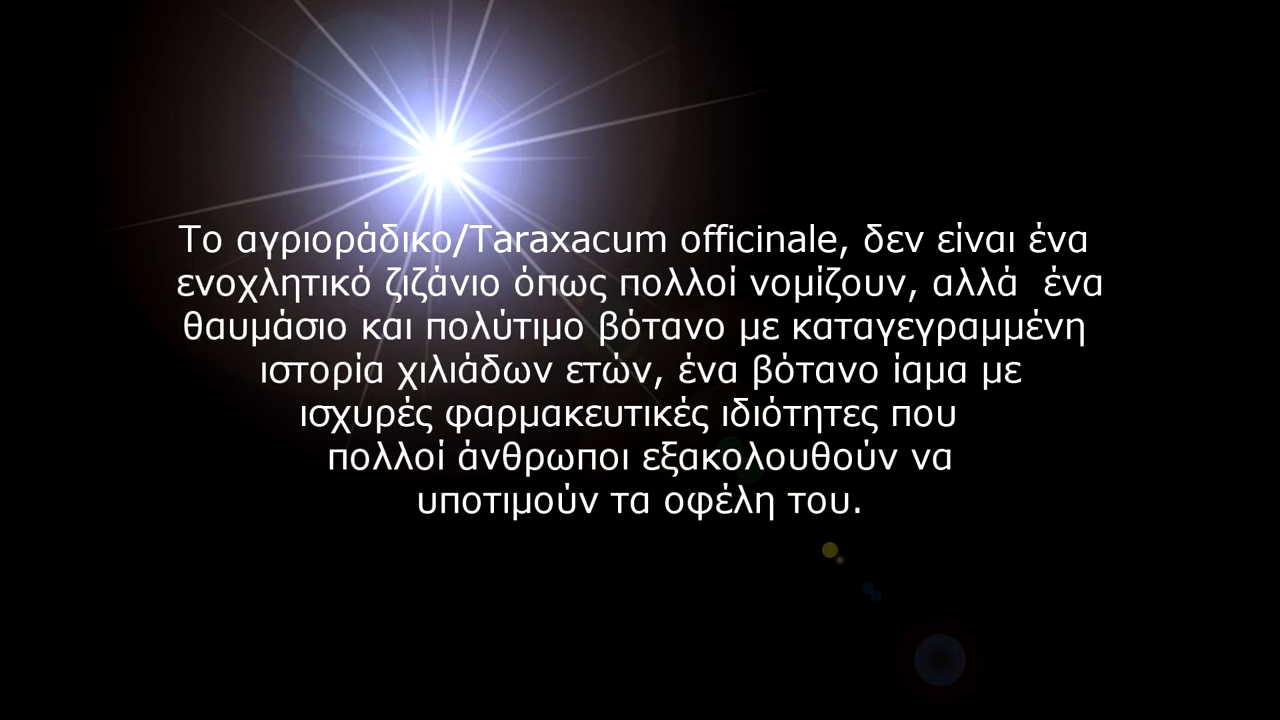 Το αγριοράδικο/Taraxacum officinale, δεν είναι ένα
ενοχλητικό ζιζάνιο όπως πολλοί νομίζουν, αλλά  ένα
θαυμάσιο και πολύτιμο βότανο με καταγεγραμμένη
ιστορία χιλιάδων ετών, ένα βότανο ίαμα με
ισχυρές φαρμακευτικές ιδιότητες που
πολλοί άνθρωποι εξακολουθούν να
υποτιμούν τα οφέλη του.